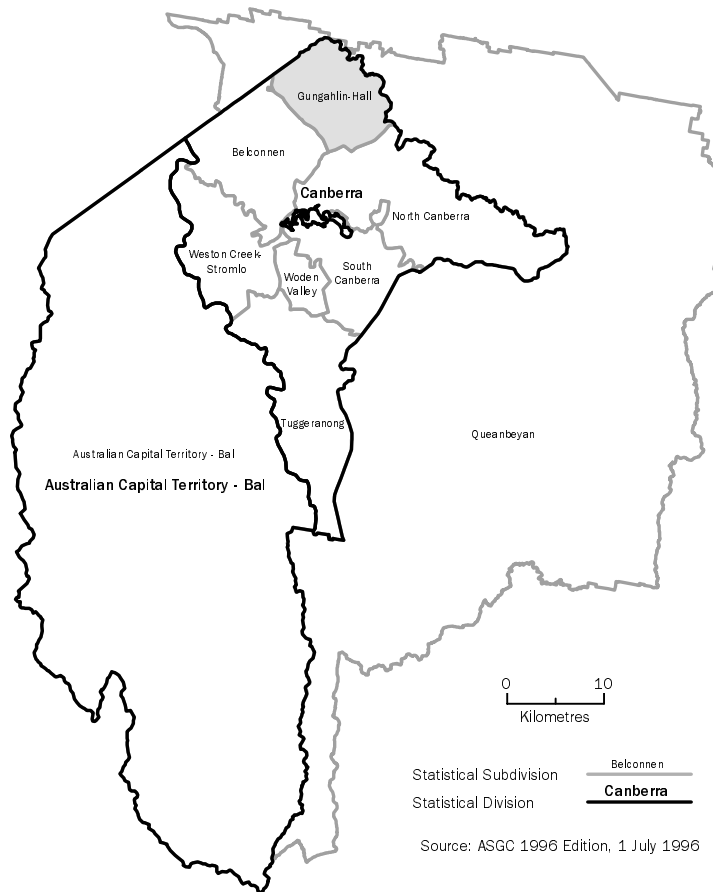 Gungahlin-Hall
Belconnen
Canberra
North Canberra
Weston Creek-
Stromlo
Woden
Valley
South
Canberra
Tuggeranong
Queanbeyan
Australian Capital Territory - Bal
Australian Capital Territory - Bal
0 10
Kilometres
Statistical Subdivision Belconnen
Statistical Division Canberra
Source: ASGC 1996 Edition, 1 July 1996